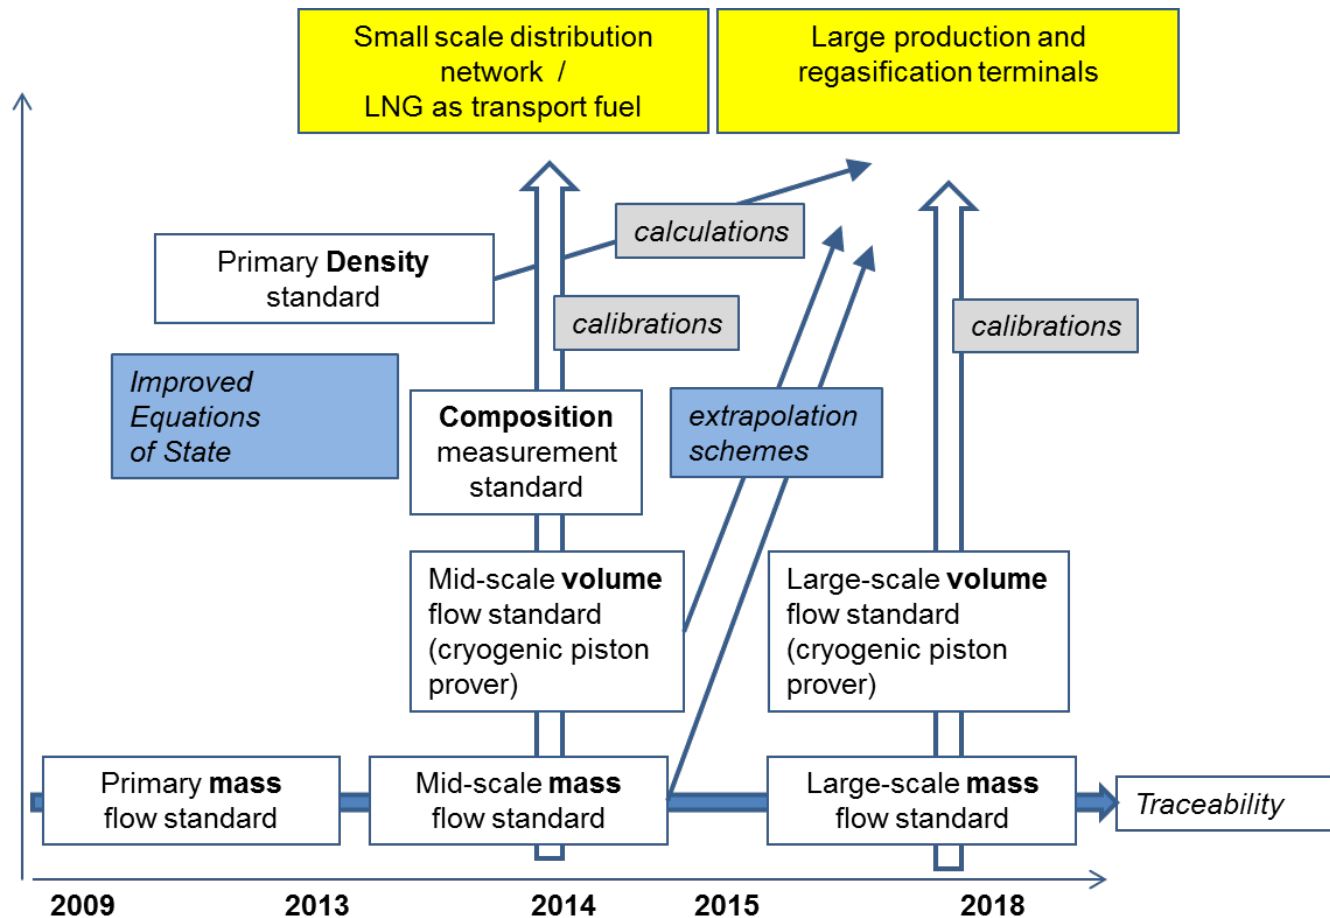 Small scale distribution
network /
LNG as transport fuel
Large production and
regasification terminals
calculations
Primary Density
standard
calibrations
calibrations
Improved
Equations
of State
Composition
measurement
standard
extrapolation
schemes
Mid-scale volume
flow standard
(cryogenic piston
prover)
Large-scale volume
flow standard
(cryogenic piston
prover)
Primary mass
flow standard
Mid-scale mass
flow standard
Large-scale mass
flow standard
Traceability
2009
2013
2014
2015
2018